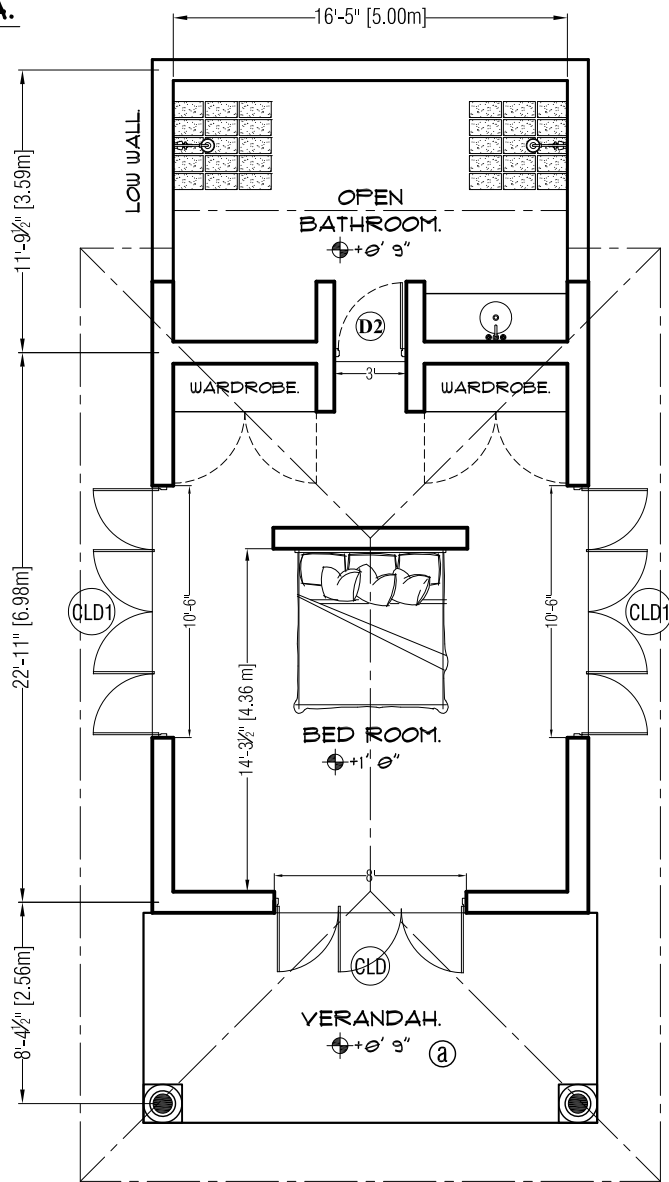 A.
16'-5" [5.00m]
LOW WALL.
11'-9½" [3.59m]
OPEN
BATHROOM.
+0' 9"
D2
3'
WARDROBE.
WARDROBE.
10'-6"
10'-6"
CLD1
CLD1
22'-11" [6.98m]
14'-3½" [4.36 m]
BED ROOM.
+1' 0"
8'
CLD
8'-4½" [2.56m]
VERANDAH.
+0' 9"
a